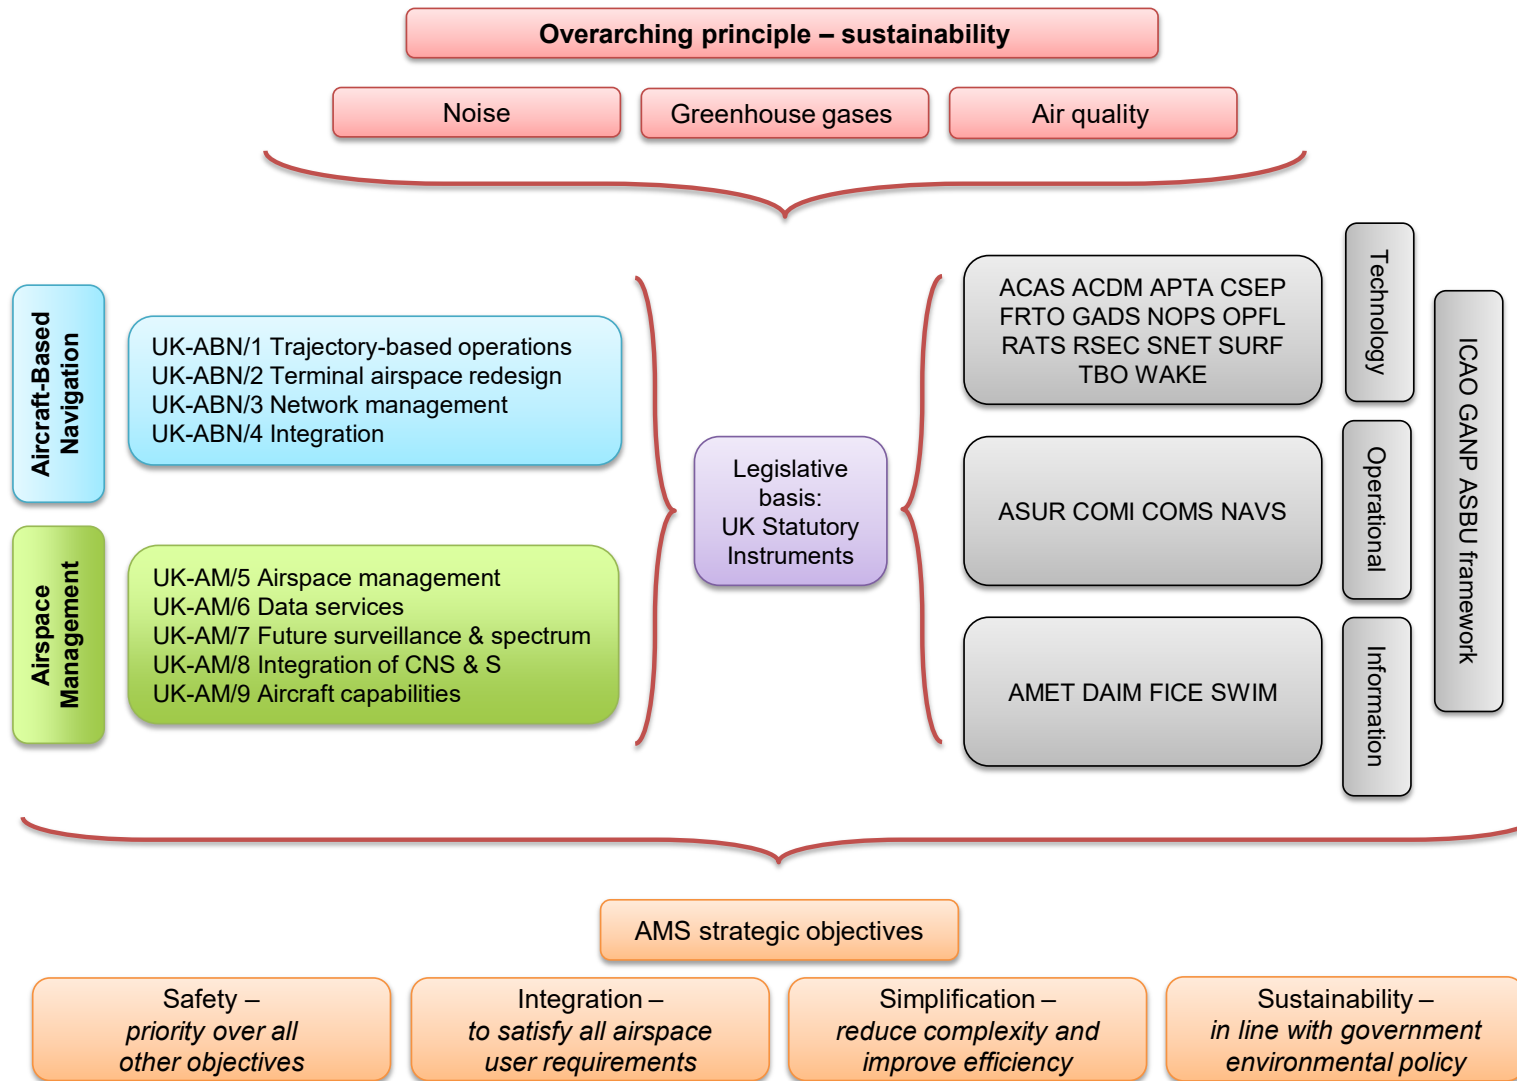 Overarching principle – sustainability
Noise
Greenhouse gases
Air quality
Aircraft-Based
Navigation
UK-ABN/1 Trajectory-based operations
UK-ABN/2 Terminal airspace redesign
UK-ABN/3 Network management
UK-ABN/4 Integration
Airspace
Management
UK-AM/5 Airspace management
UK-AM/6 Data services
UK-AM/7 Future surveillance & spectrum
UK-AM/8 Integration of CNS & S
UK-AM/9 Aircraft capabilities
Legislative
basis:
UK Statutory
Instruments
ACAS ACDM APTA CSEP
FRTO GADS NOPS OPFL
RATS RSEC SNET SURF
TBO WAKE
Technology
ASUR COMI COMS NAVS
Operational
AMET DAIM FICE SWIM
Information
ICAO GANP ASBU framework
AMS strategic objectives
Safety –
priority over all
other objectives
Integration –
to satisfy all airspace
user requirements
Simplification –
reduce complexity and
improve efficiency
Sustainability –
in line with government
environmental policy